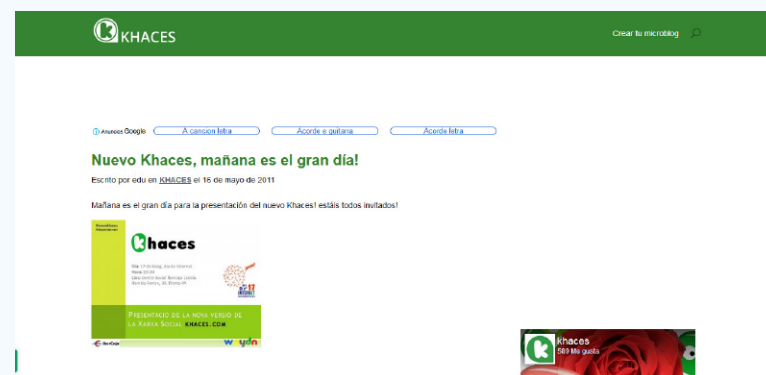 KHACES
Crear tu microblog
Anuncios Google
A cancion letra
Acorde e guitarra
Acorde letra
Nuevo Khaces, mañana es el gran día!
Escrito por edu en KHACES el 16 de mayo de 2011
Mañana es el gran día para la presentación del nuevo Khaces! estáis todos invitados!
Khaces
17
PRESENTACIÓ DE LA NOVA VERSIÓ DE
LA XARXA SOCIAL KHACES.COM
khaces
589 Me gusta